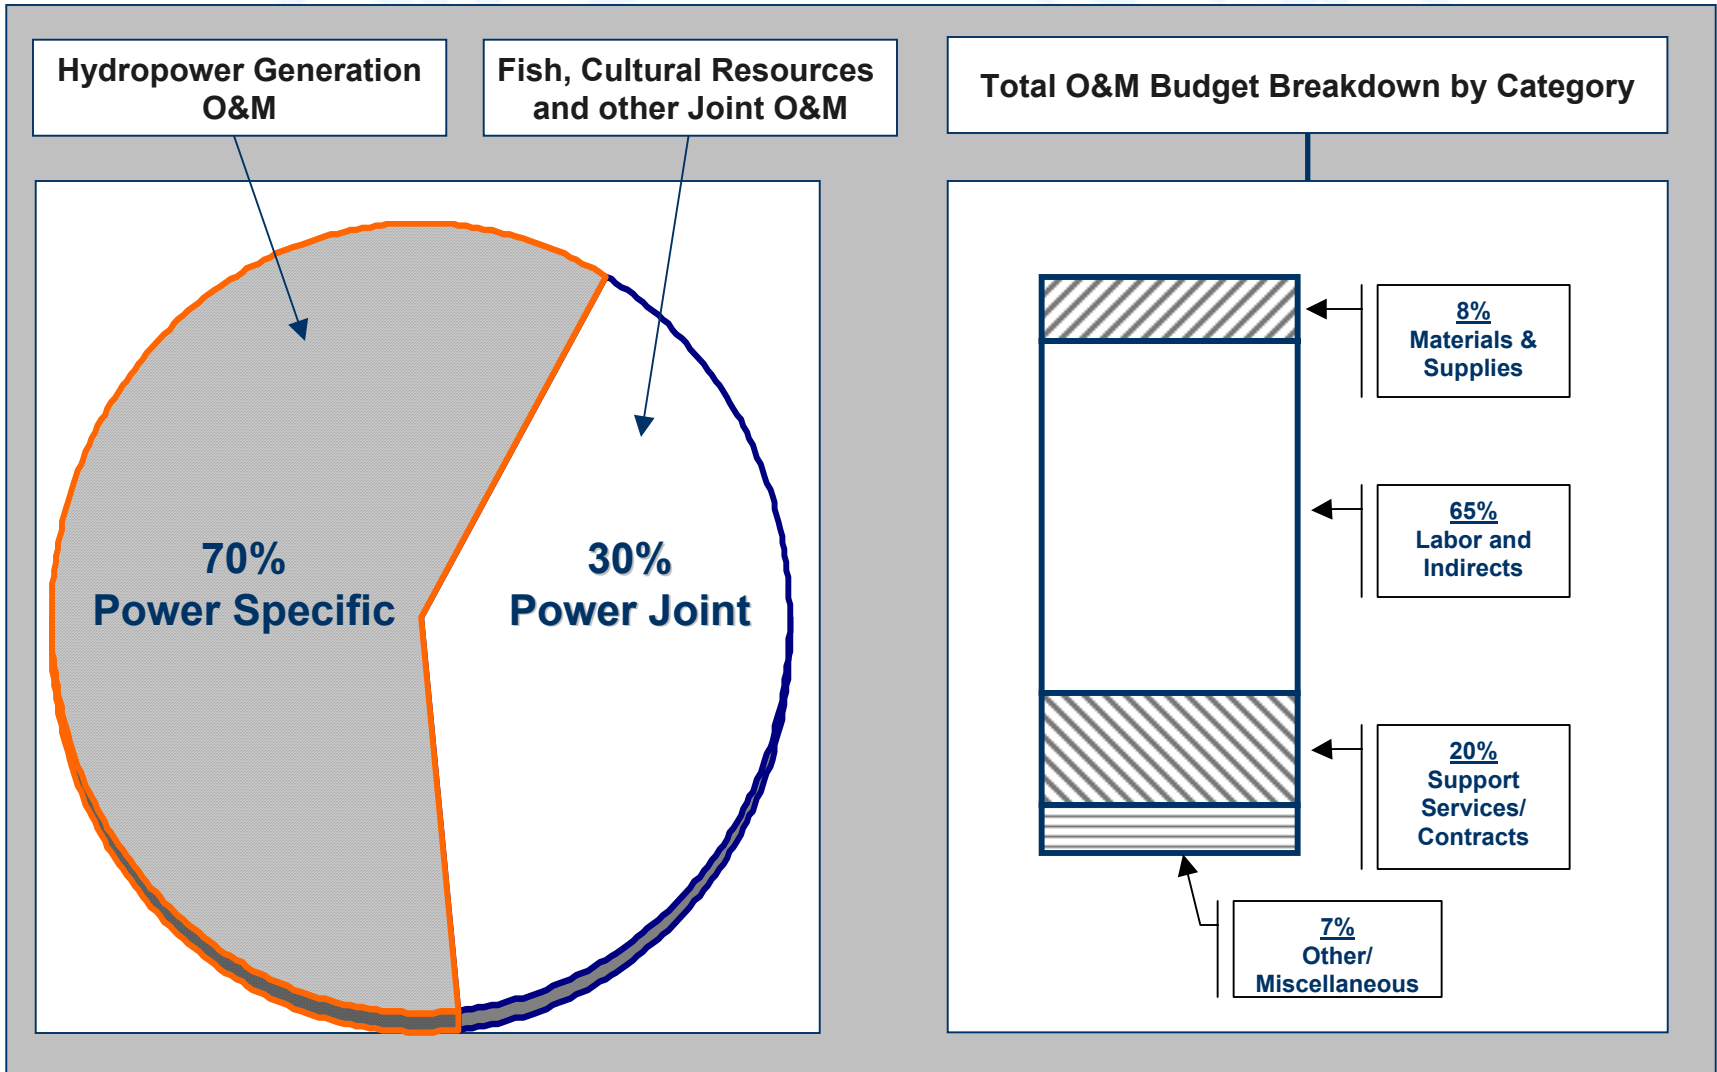 Hydropower Generation
O&M
Fish, Cultural Resources
and other Joint O&M
Total O&M Budget Breakdown by Category
70%
Power Specific
30%
Power Joint
8%
Materials &
Supplies
65%
Labor and
Indirects
20%
Support
Services/
Contracts
7%
Other/
Miscellaneous